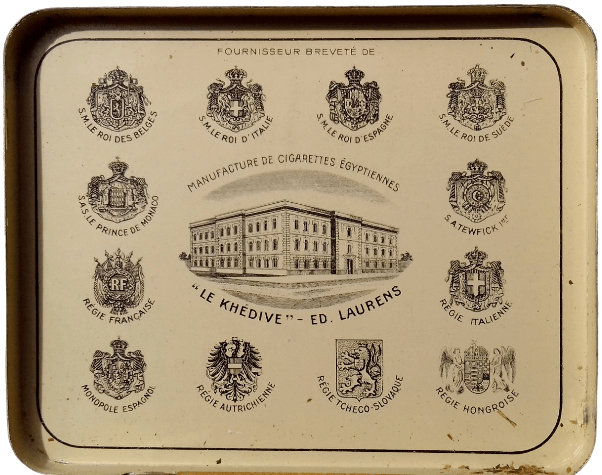 FOURNISSEUR BREVETÉ DE
S.M. LE ROI DES BELGES
S.M. LE ROI D'ITALIE
S.M. LE ROI D'ESPAGNE
S.M. LE ROI DE SUÈDE
MANUFACTURE DE CIGARETTES ÉGYPTIENNES
S.A.S. LE PRINCE DE MONACO
S.A. TEWFICK Ier
"LE KHÉDIVE" - ED. LAURENS
RF
RÉGIE FRANÇAISE
RÉGIE ITALIENNE
MONOPOLE ESPAGNOL
RÉGIE AUTRICHIENNE
RÉGIE TCHECO-SLOVAQUE
RÉGIE HONGROISE